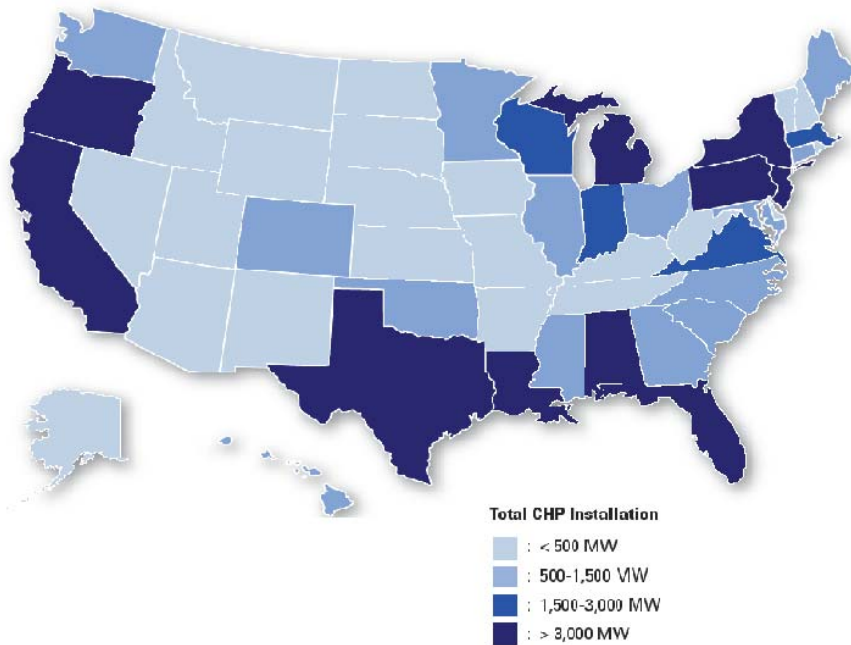 Total CHP Installation
: < 500 MW
: 500-1,500 MW
: 1,500-3,000 MW
: > 3,000 MW